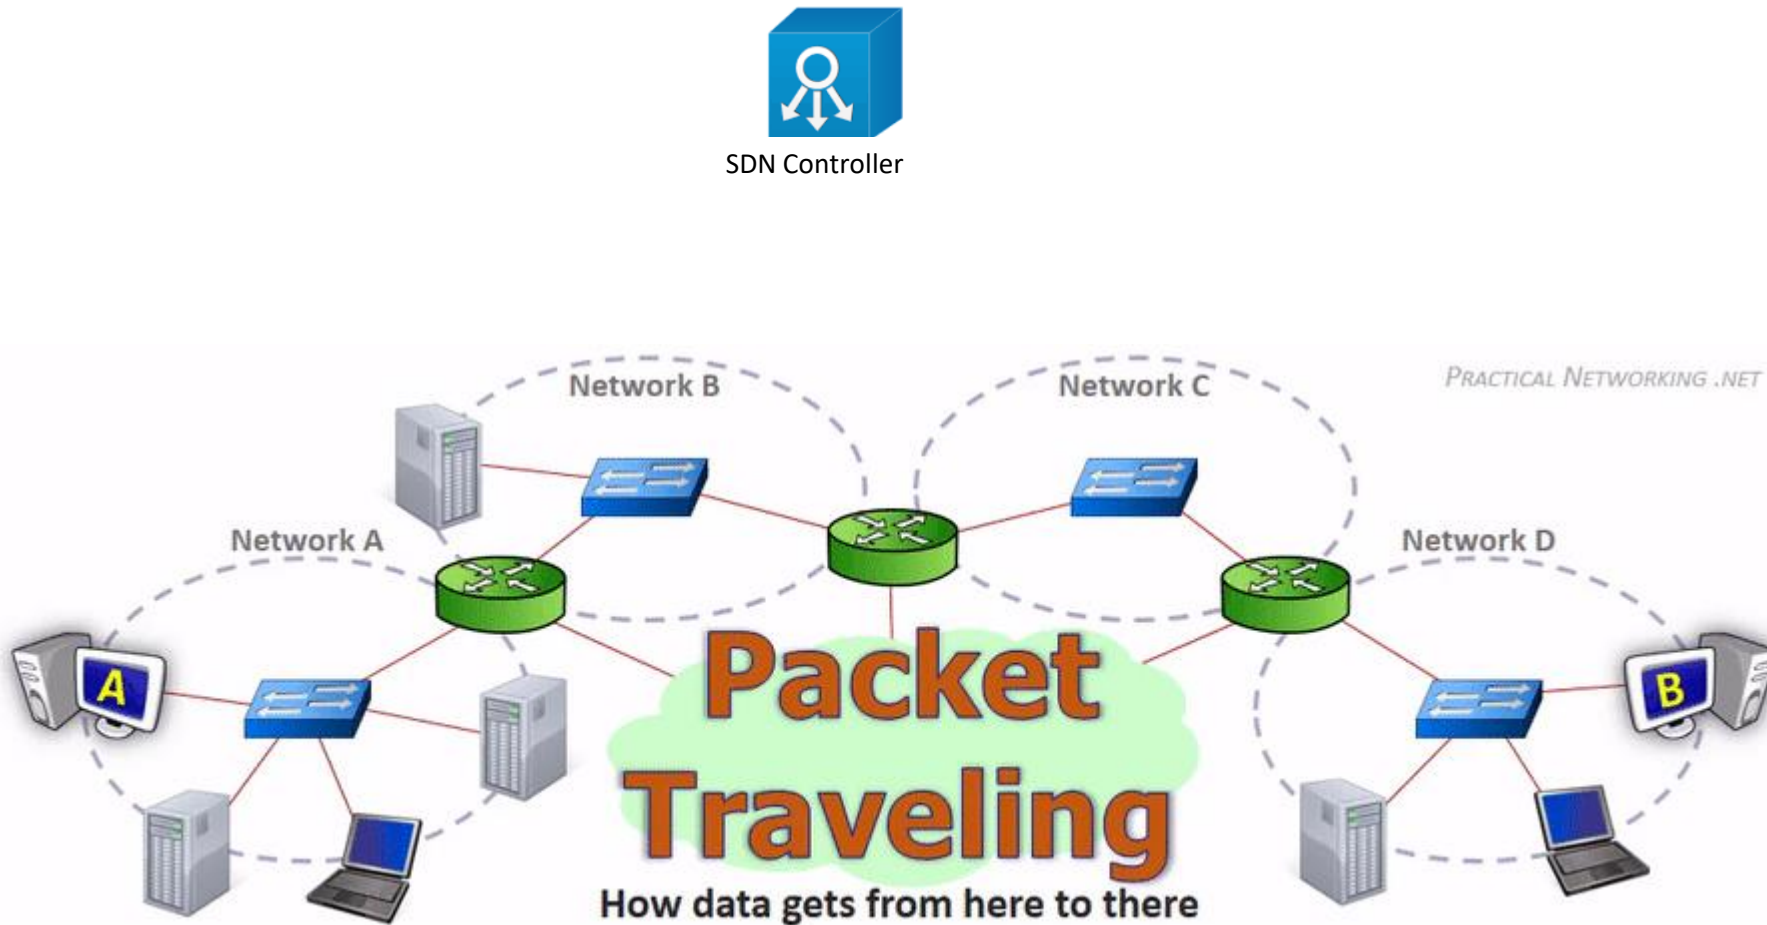 SDN Controller
Network B
Network C
PRACTICAL NETWORKING .NET
Network A
Network D
A
B
Packet
Traveling
How data gets from here to there